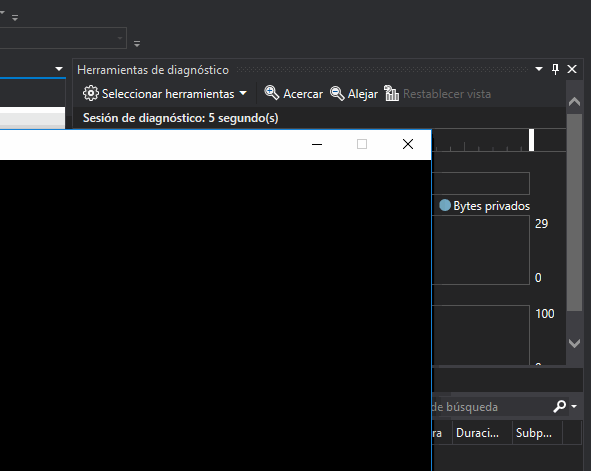 Herramientas de diagnóstico
Seleccionar herramientas Acercar Alejar Restablecer vista
Sesión de diagnóstico: 5 segundo(s)
Bytes privados
29
0
100
de búsqueda
ra Duraci... Subp...